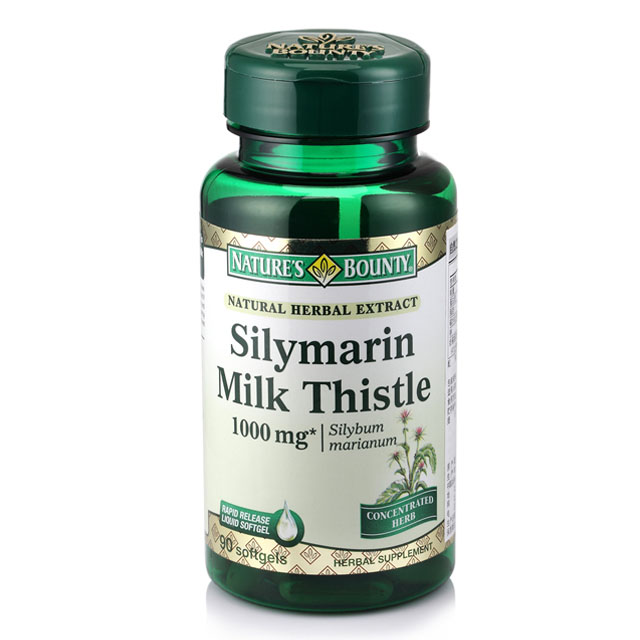 NATURE'S
BOUNTY
NATURE'S BOUNTY®
NATURAL HERBAL EXTRACT
Silymarin
Milk Thistle
1000 mg*
Silybum
marianum
CONCENTRATED
HERB
RAPID RELEASE
LIQUID SOFTGEL
90 softgels
HERBAL SUPPLEMENT